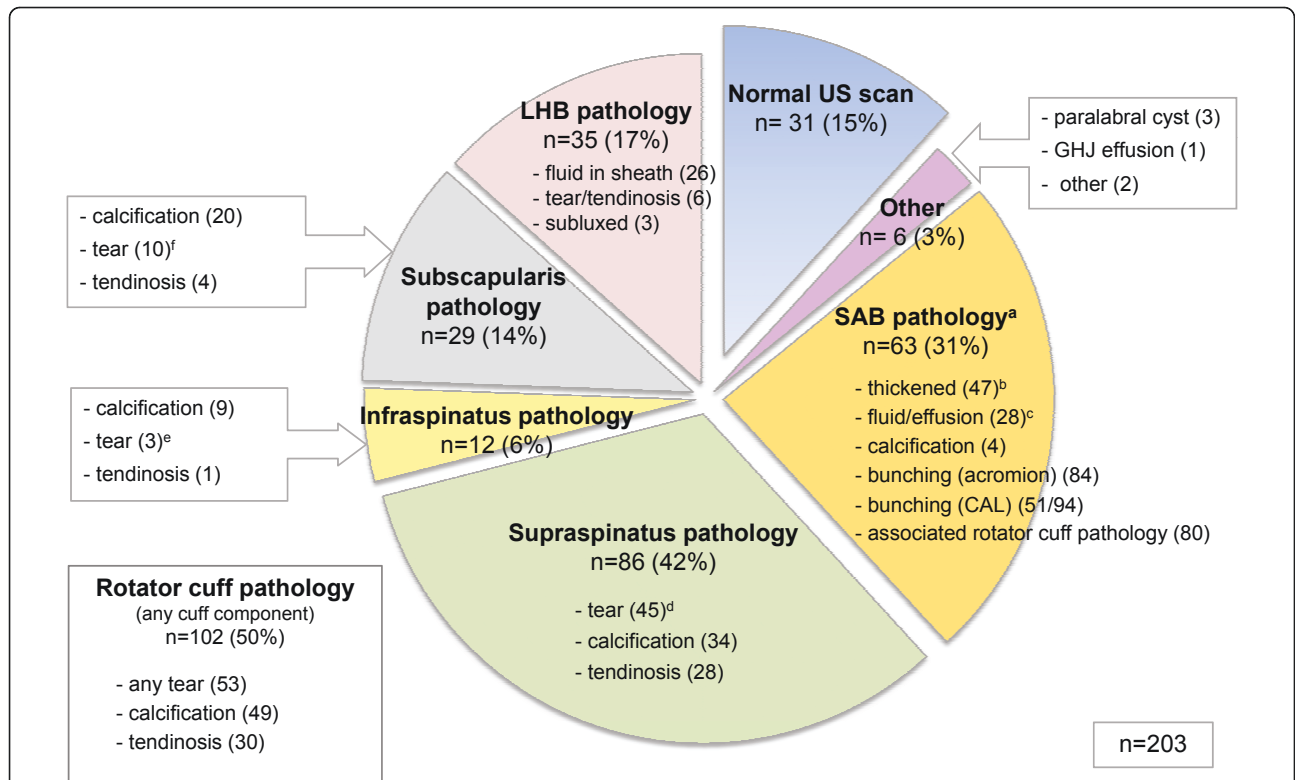 Normal US scan
n= 31 (15%)
- paralabral cyst (3)
- GHJ effusion (1)
- other (2)
Other
n= 6 (3%)
SAB pathologyᵃ
n=63 (31%)
- thickened (47)ᵇ
- fluid/effusion (28)ᶜ
- calcification (4)
- bunching (acromion) (84)
- bunching (CAL) (51/94)
- associated rotator cuff pathology (80)
Supraspinatus pathology
n=86 (42%)
- tear (45)ᵈ
- calcification (34)
- tendinosis (28)
Infraspinatus pathology
n=12 (6%)
- calcification (9)
- tear (3)ᵉ
- tendinosis (1)
Subscapularis
pathology
n=29 (14%)
- calcification (20)
- tear (10)ᶠ
- tendinosis (4)
LHB pathology
n=35 (17%)
- fluid in sheath (26)
- tear/tendinosis (6)
- subluxed (3)
Rotator cuff pathology
(any cuff component)
n=102 (50%)
- any tear (53)
- calcification (49)
- tendinosis (30)
n=203